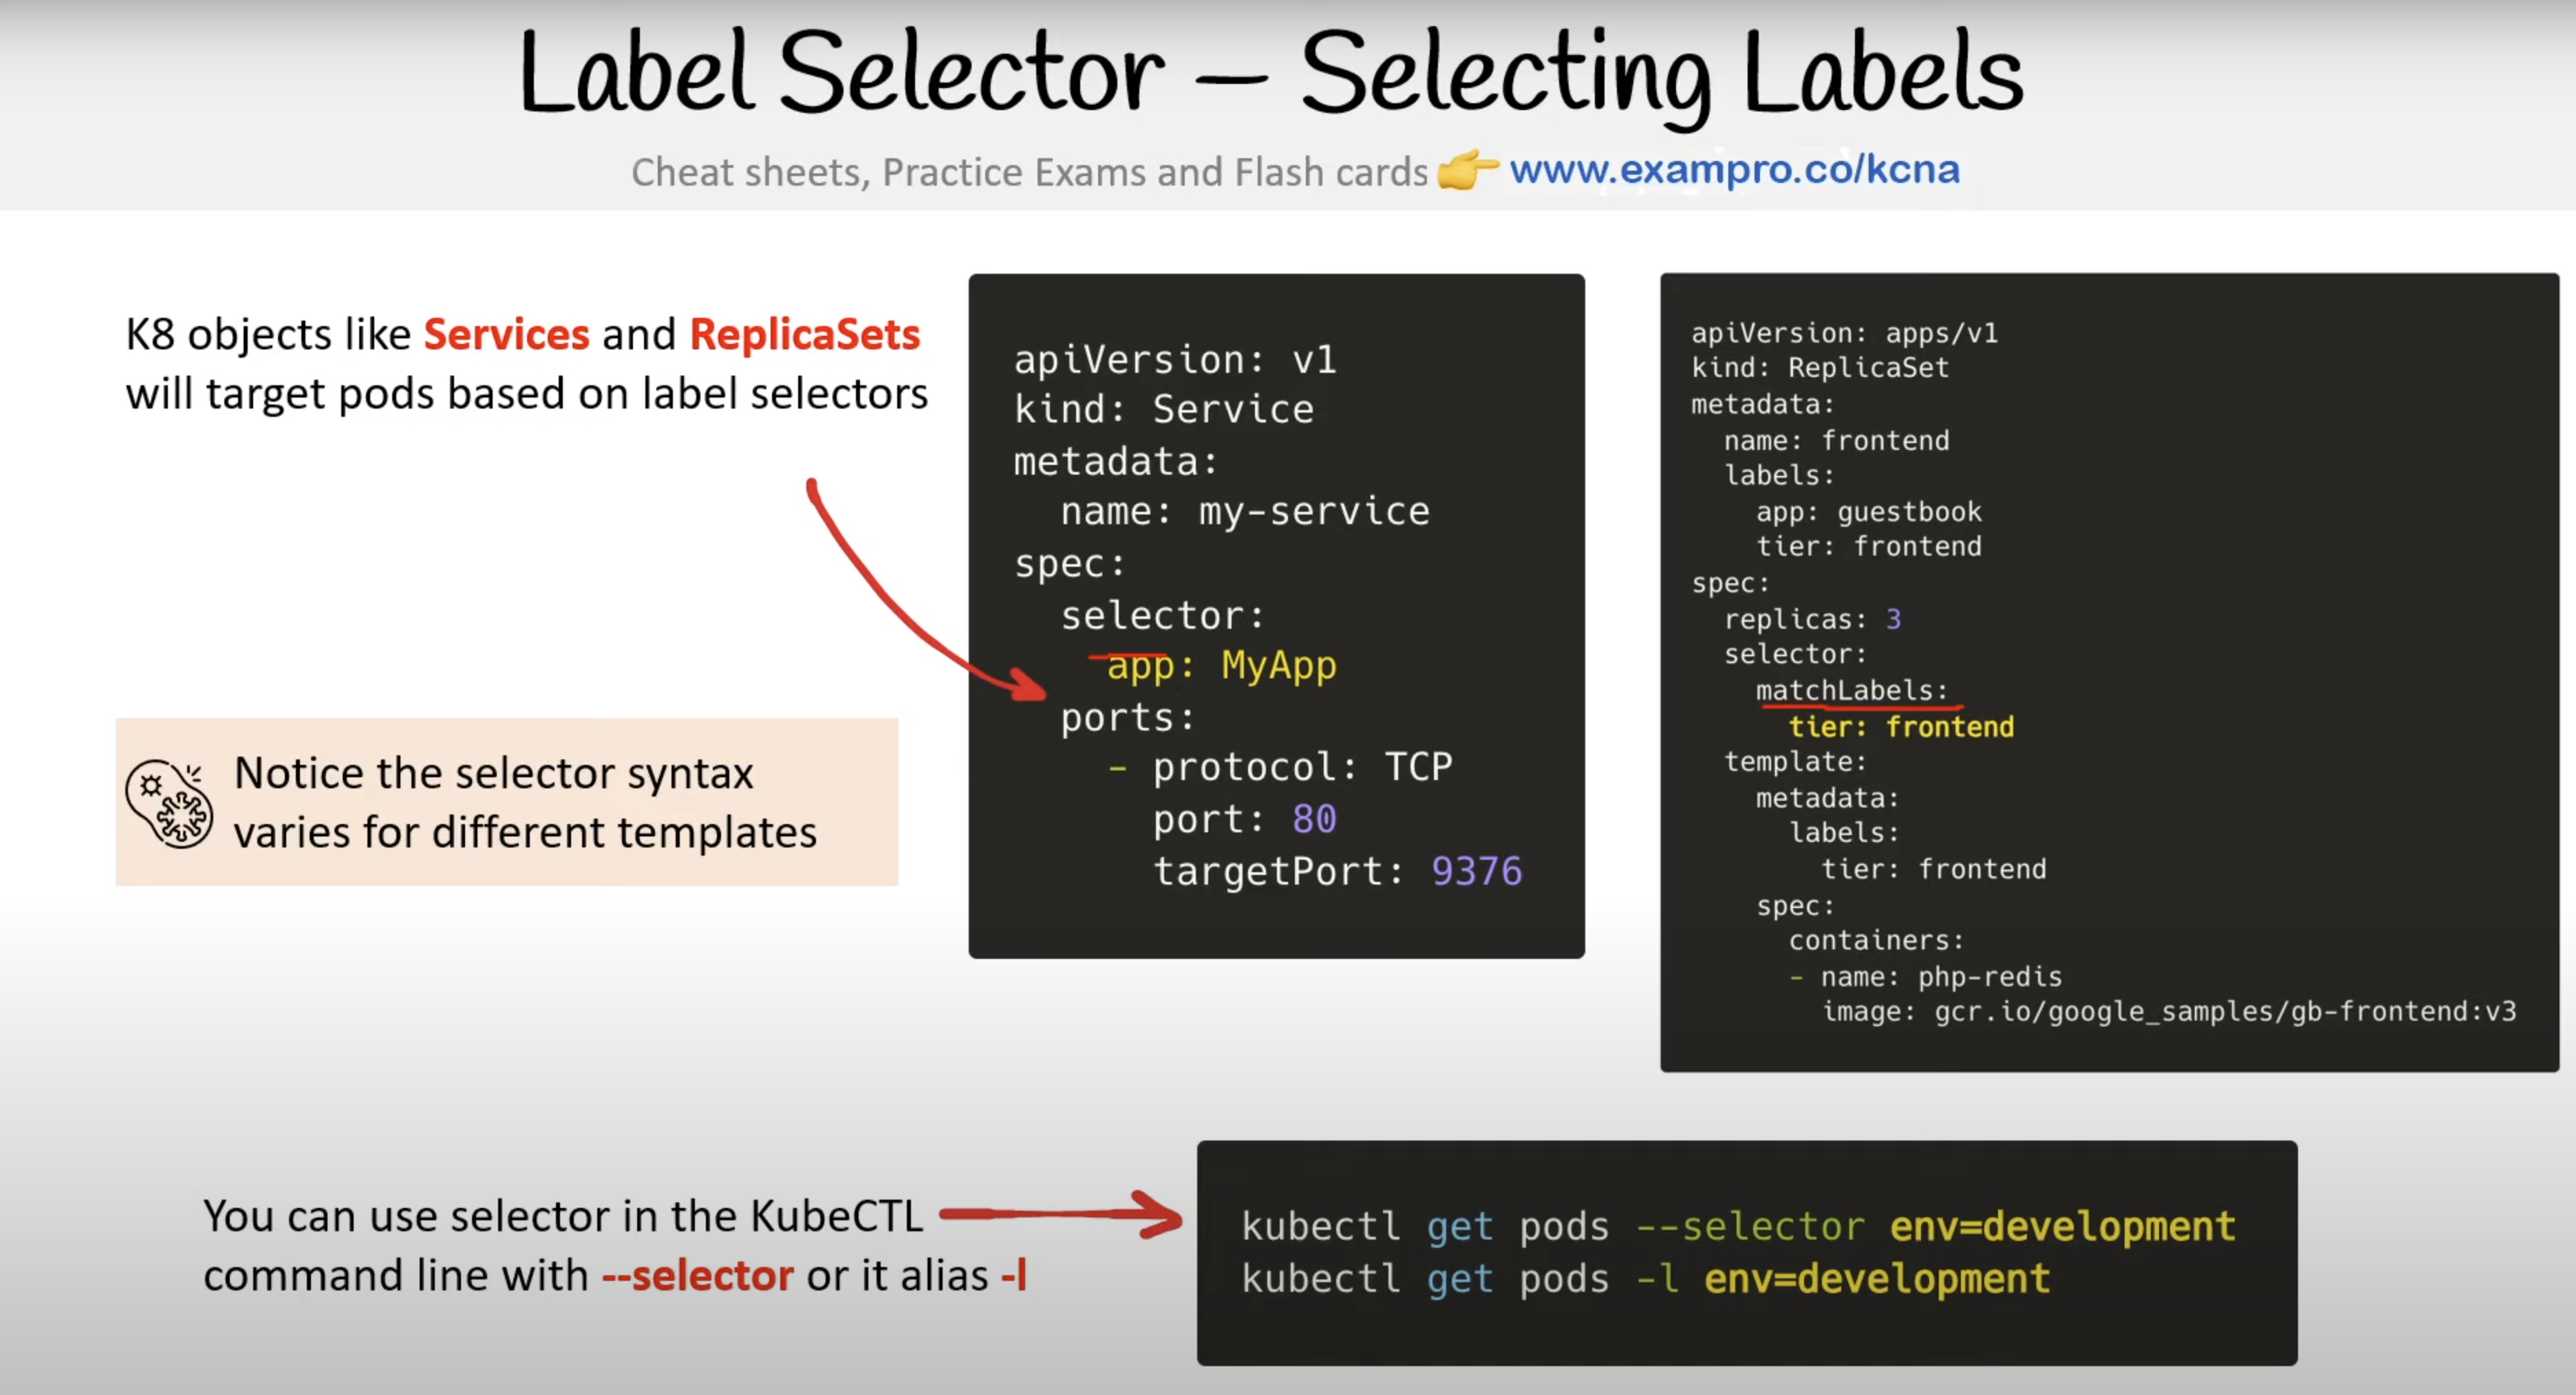 Label Selector – Selecting Labels
Cheat sheets, Practice Exams and Flash cards 👉 www.exampro.co/kcna
K8 objects like Services and ReplicaSets
will target pods based on label selectors
Notice the selector syntax
varies for different templates
apiVersion: v1
kind: Service
metadata:
  name: my-service
spec:
  selector:
    app: MyApp
  ports:
    - protocol: TCP
      port: 80
      targetPort: 9376
apiVersion: apps/v1
kind: ReplicaSet
metadata:
  name: frontend
  labels:
    app: guestbook
    tier: frontend
spec:
  replicas: 3
  selector:
    matchLabels:
      tier: frontend
  template:
    metadata:
      labels:
        tier: frontend
    spec:
      containers:
      - name: php-redis
        image: gcr.io/google_samples/gb-frontend:v3
You can use selector in the KubeCTL
command line with --selector or it alias -l
kubectl get pods --selector env=development
kubectl get pods -l env=development